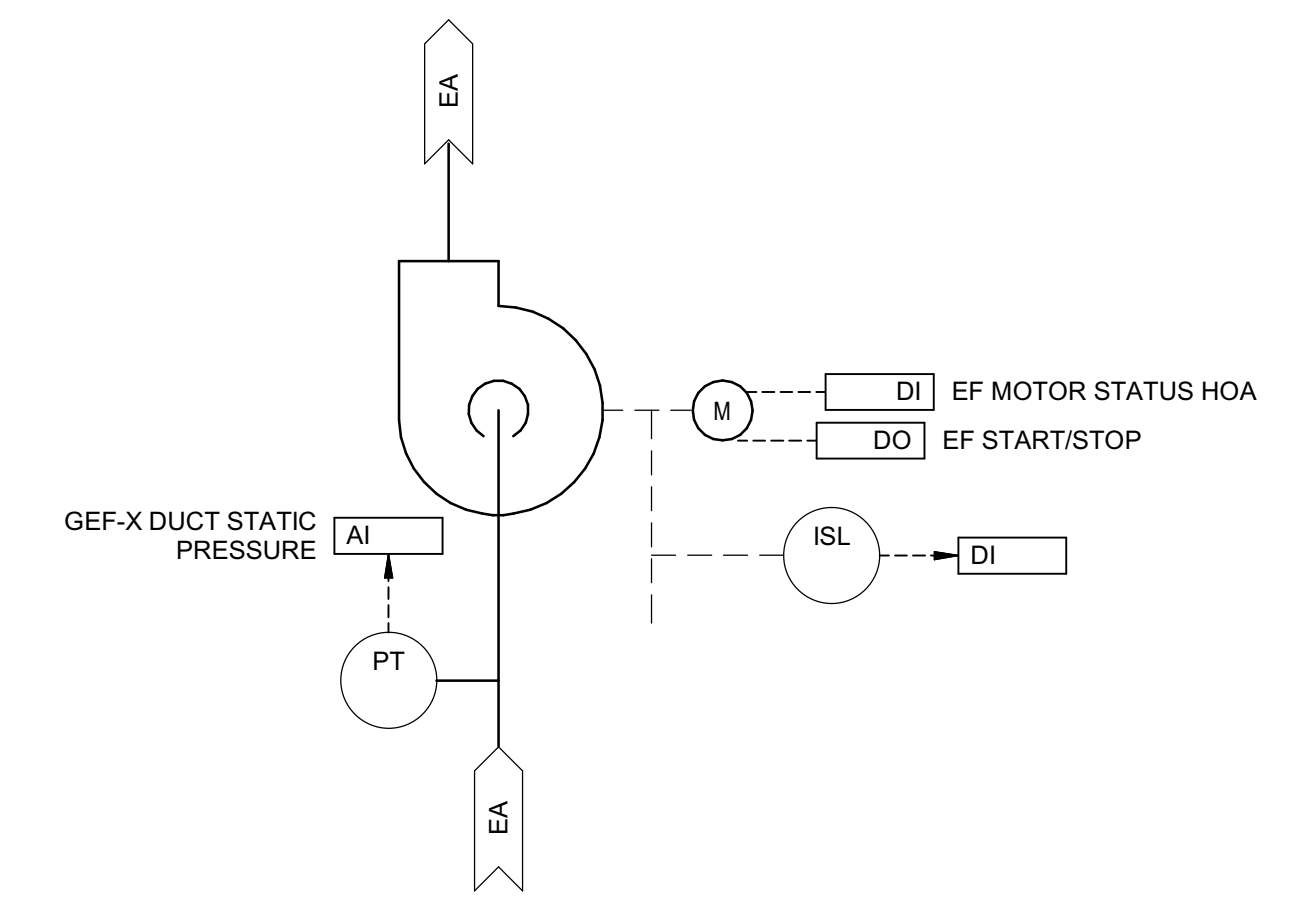 EA
M
DI
EF MOTOR STATUS HOA
DO
EF START/STOP
GEF-X DUCT STATIC
PRESSURE
AI
ISL
DI
PT
EA